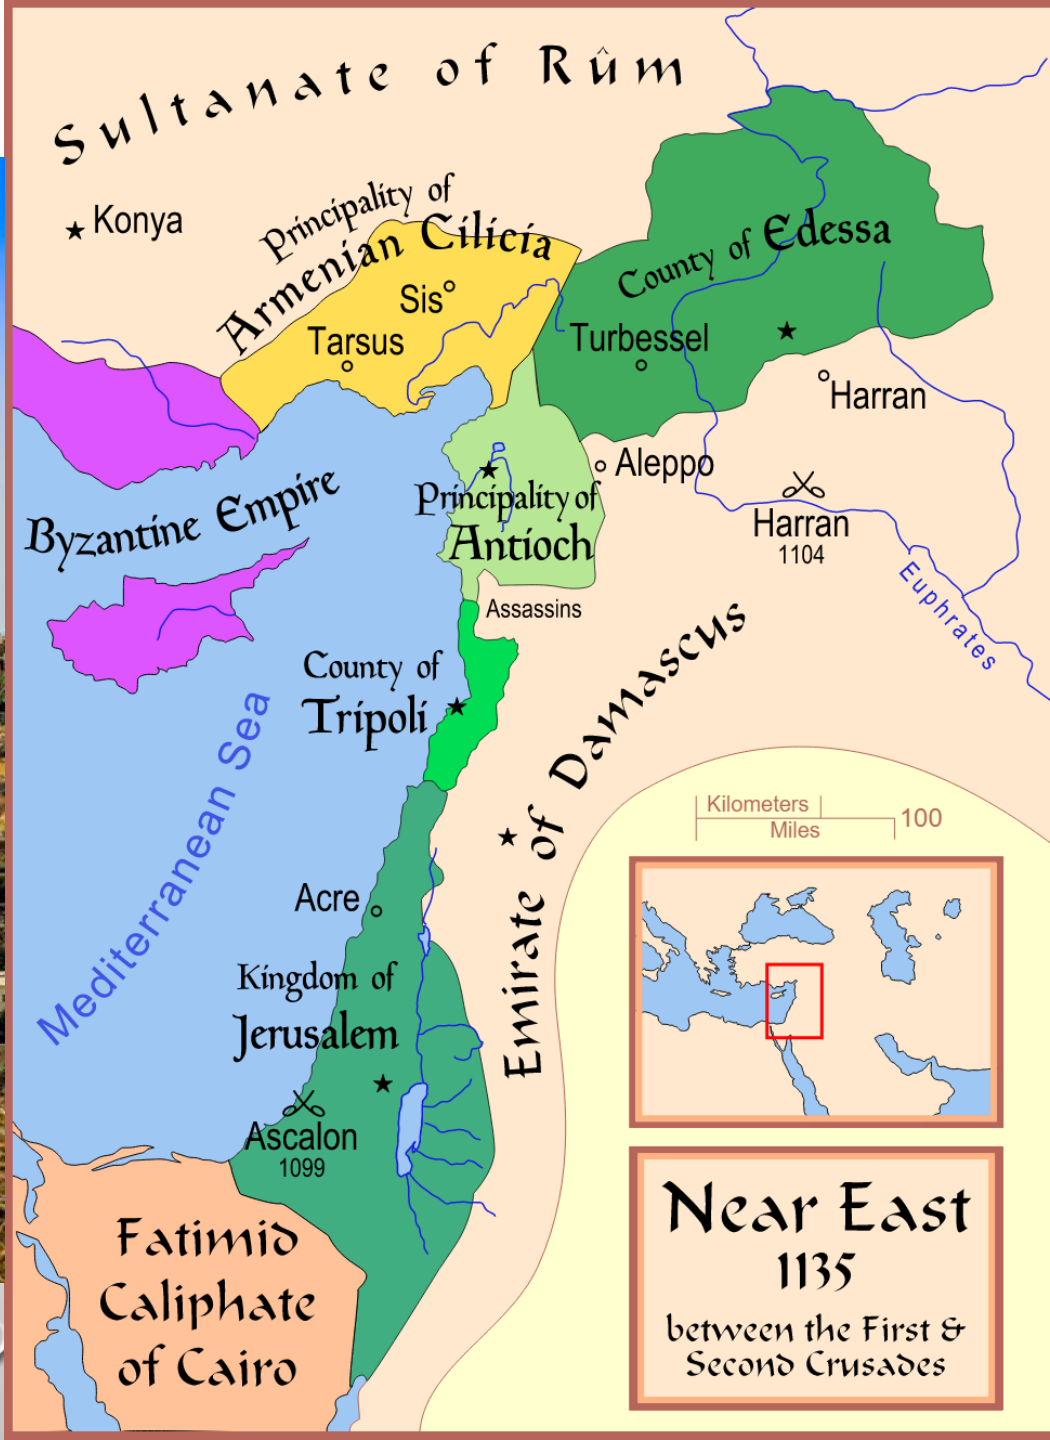 Sultanate of Rûm
Konya
Principality of
Armenian Cilicia
Sis
Tarsus
County of Edessa
Turbessel
Harran
Aleppo
Harran
1104
Byzantine Empire
Principality of
Antioch
Assassins
Euphrates
County of
Tripoli
Mediterranean Sea
Emirate of Damascus
Kilometers
Miles
100
Acre
Kingdom of
Jerusalem
Ascalon
1099
Fatimid
Caliphate
of Cairo
Near East
1135
between the First &
Second Crusades